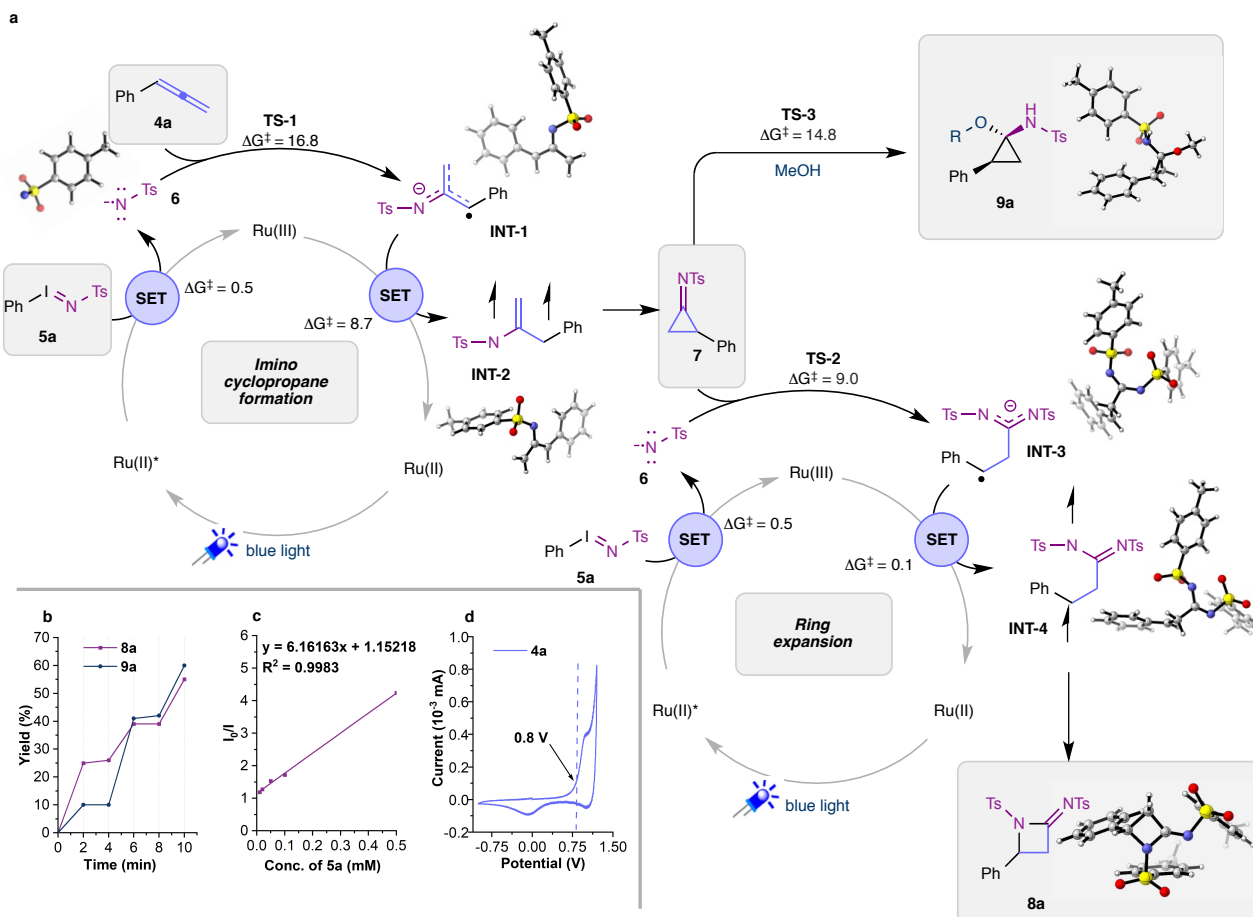 a
Ph
4a
TS-1
ΔG‡ = 16.8
N
Ts
6
Ts
N
Ph
INT-1
Ph
I
N
Ts
5a
SET
ΔG‡ = 0.5
Ru(III)
SET
ΔG‡ = 8.7
Imino
cyclopropane
formation
Ts
N
Ph
INT-2
Ru(II)*
Ru(II)
blue light
NTs
Ph
7
TS-3
ΔG‡ = 14.8
MeOH
R
O
H
N
Ts
Ph
9a
TS-2
ΔG‡ = 9.0
N
Ts
6
Ts
N
NTs
Ph
INT-3
Ph
I
N
Ts
5a
SET
ΔG‡ = 0.5
Ru(III)
SET
ΔG‡ = 0.1
Ring
expansion
Ts
N
NTs
Ph
INT-4
Ru(II)*
Ru(II)
blue light
Ts
N
NTs
Ph
8a
b
8a
9a
70
60
50
40
30
20
10
0
Yield (%)
0 2 4 6 8 10
Time (min)
c
y = 6.16163x + 1.15218
R² = 0.9983
6
5
4
3
2
1
0
I₀/I
0.0 0.1 0.2 0.3 0.4 0.5
Conc. of 5a (mM)
d
4a
0.8 V
1.0
0.8
0.6
0.4
0.2
0.0
-0.2
Current (10⁻³ mA)
-0.75 0.00 0.75 1.50
Potential (V)